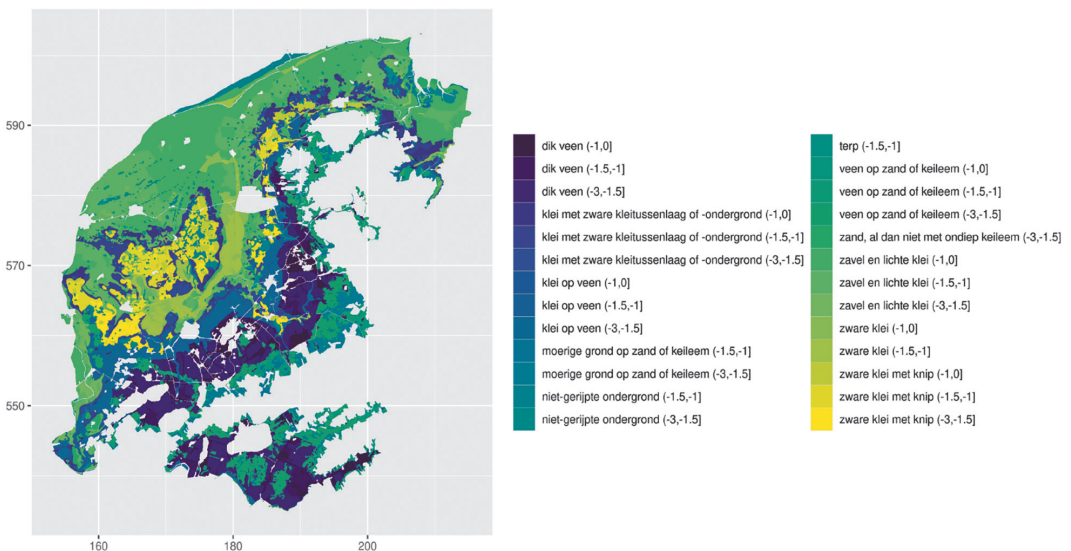 590
570
550
160
180
200
dik veen (-1,0]
dik veen (-1.5,-1]
dik veen (-3,-1.5]
klei met zware kleitussenlaag of -ondergrond (-1,0]
klei met zware kleitussenlaag of -ondergrond (-1.5,-1]
klei met zware kleitussenlaag of -ondergrond (-3,-1.5]
klei op veen (-1,0]
klei op veen (-1.5,-1]
klei op veen (-3,-1.5]
moerige grond op zand of keileem (-1.5,-1]
moerige grond op zand of keileem (-3,-1.5]
niet-gerijpte ondergrond (-1.5,-1]
niet-gerijpte ondergrond (-3,-1.5]
terp (-1.5,-1]
veen op zand of keileem (-1,0]
veen op zand of keileem (-1.5,-1]
veen op zand of keileem (-3,-1.5]
zand, al dan niet met ondiep keileem (-3,-1.5]
zavel en lichte klei (-1,0]
zavel en lichte klei (-1.5,-1]
zavel en lichte klei (-3,-1.5]
zware klei (-1,0]
zware klei (-1.5,-1]
zware klei met knip (-1,0]
zware klei met knip (-1.5,-1]
zware klei met knip (-3,-1.5]